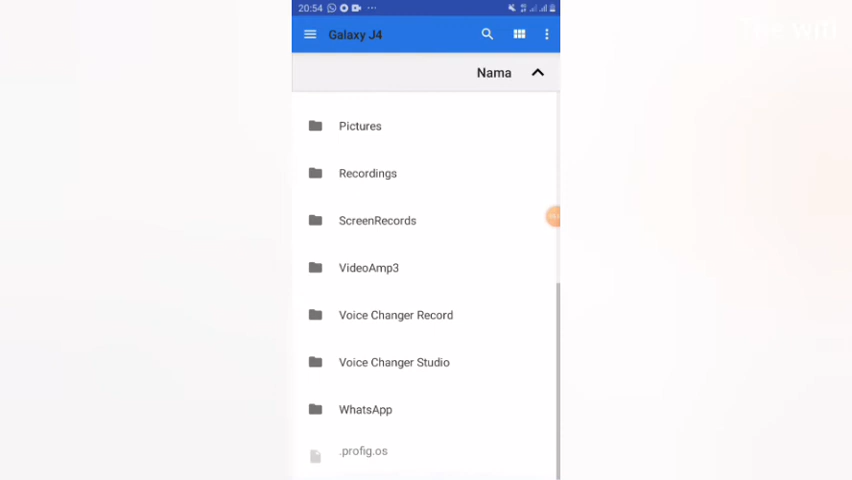 20:54
Galaxy J4
Nama
Pictures
Recordings
ScreenRecords
VideoAmp3
Voice Changer Record
Voice Changer Studio
WhatsApp
.profig.os